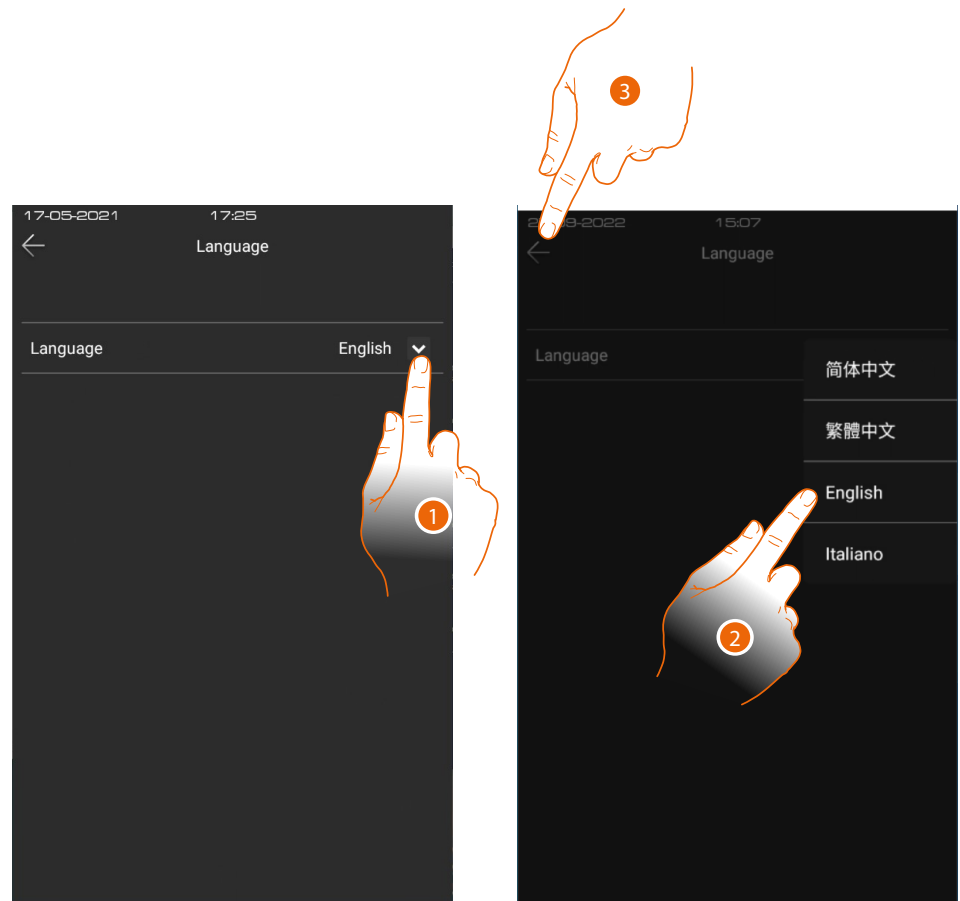 17-05-2021 17:25
Language
Language English
1
3
15:07
Language
Language
简体中文
繁體中文
English
Italiano
2